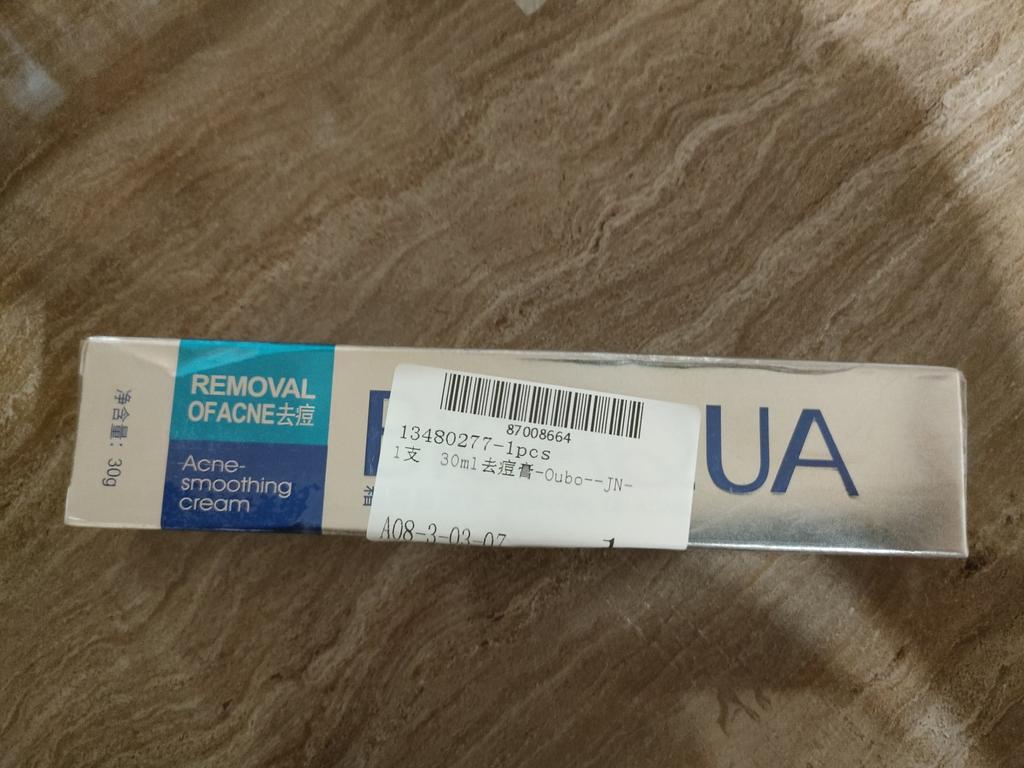 净含量：30g
REMOVAL
OFACNE去痘
Acne-
smoothing
cream
UA
87008664
13480277-1pcs
1支 30ml去痘膏-Oubo--JN-
A08-3-03-07
1